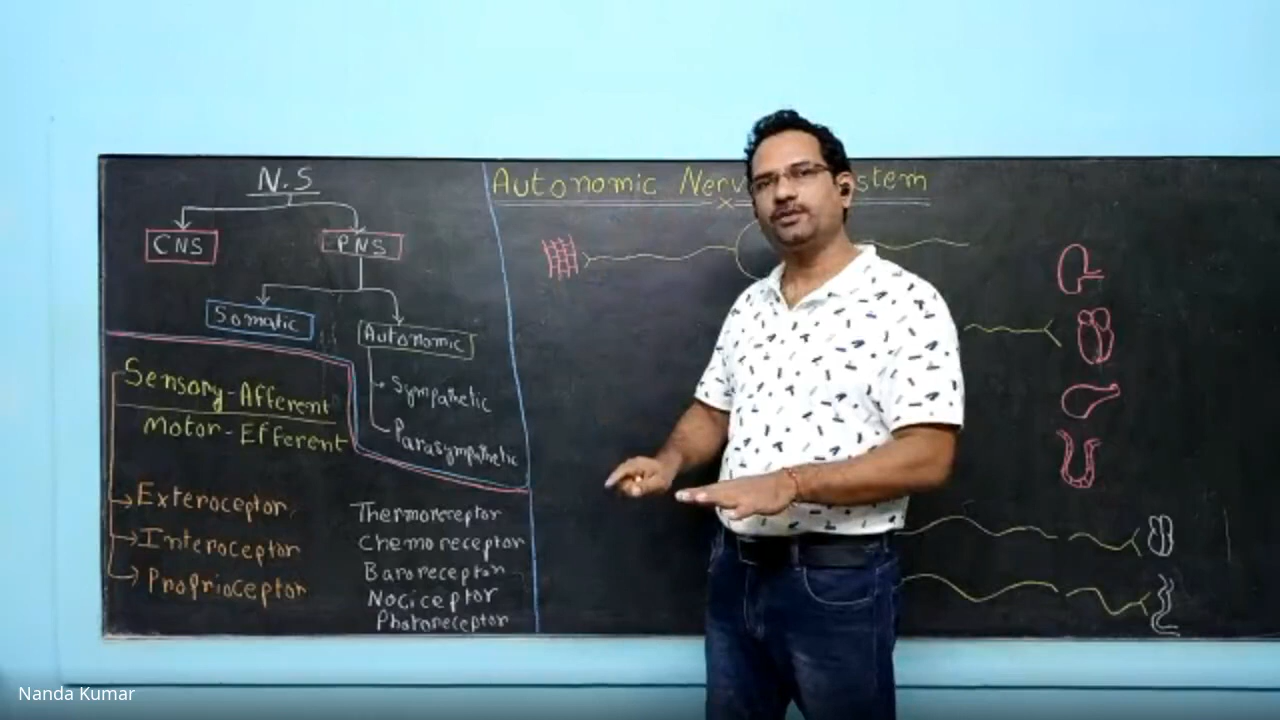 N.S
CNS
PNS
Somatic
Autonomic
Sympathetic
Parasympathetic
Sensory-Afferent
Motor-Efferent
Exteroceptor
Interoceptor
Proprioceptor
Thermoreceptor
Chemoreceptor
Baroreceptor
Nociceptor
Photoreceptor
Autonomic Nerv stem
Nanda Kumar